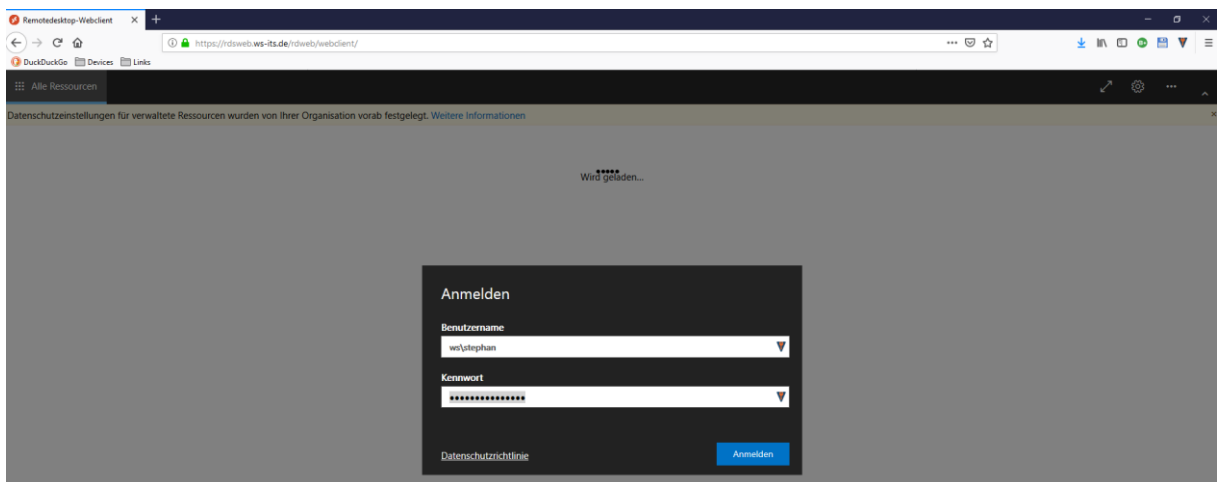 Remotedesktop-Webclient
https://rdsweb.ws-its.de/rdweb/webclient/
DuckDuckGo Devices Links
Alle Ressourcen
Datenschutzeinstellungen für verwaltete Ressourcen wurden von Ihrer Organisation vorab festgelegt. Weitere Informationen
Wird geladen...
Anmelden
Benutzername
ws\stephan
Kennwort
•••••••••••••••
Datenschutzrichtlinie Anmelden